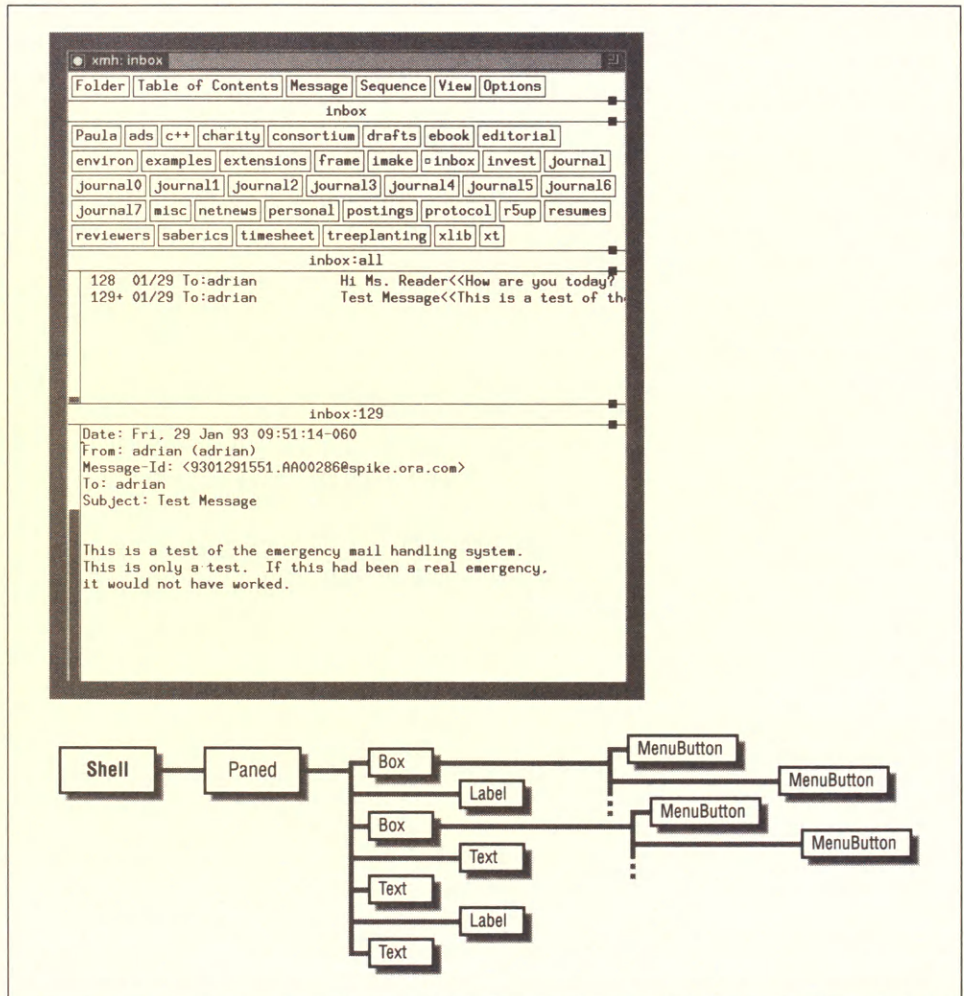 xmh: inbox
Folder Table of Contents Message Sequence View Options
inbox
Paula ads c++ charity consortium drafts ebook editorial
environ examples extensions frame imake inbox invest journal
journal0 journal1 journal2 journal3 journal4 journal5 journal6
journal7 misc netnews personal postings protocol r5up resumes
reviewers saberics timesheet treeplanting xlib xt
inbox:all
128 01/29 To:adrian Hi Ms. Reader<<How are you today?
129+ 01/29 To:adrian Test Message<<This is a test of the
inbox:129
Date: Fri, 29 Jan 93 09:51:14-060
From: adrian (adrian)
Message-Id: <9301291551.AA00286@spike.ora.com>
To: adrian
Subject: Test Message
This is a test of the emergency mail handling system.
This is only a test. If this had been a real emergency,
it would not have worked.
Shell
Paned
Box
MenuButton
MenuButton
Label
Box
MenuButton
MenuButton
Text
Text
Label
Text